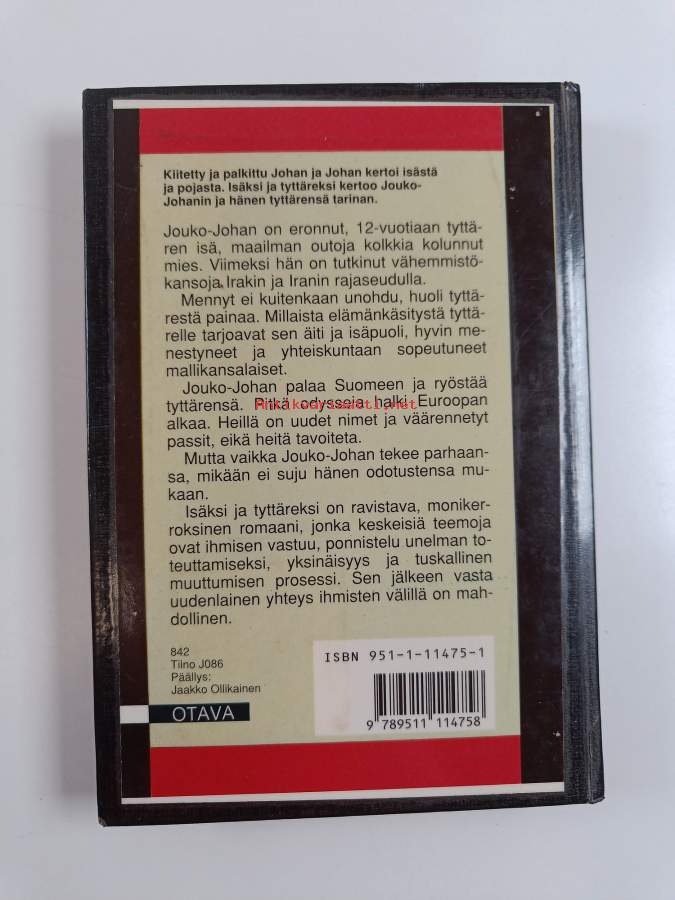 Kiitetty ja palkittu Johan ja Johan kertoi isästä
ja pojasta. Isäksi ja tyttäreksi kertoo Jouko-
Johanin ja hänen tyttärensä tarinan.
Jouko-Johan on eronnut, 12-vuotiaan tyttä-
ren isä, maailman outoja kolkkia kolunnut
mies. Viimeksi hän on tutkinut vähemmistö-
kansoja Irakin ja Iranin rajaseudulla.
Mennyt ei kuitenkaan unohdu, huoli tyttä-
restä painaa. Millaista elämänkäsitystä tyttä-
relle tarjoavat sen äiti ja isäpuoli, hyvin me-
nestyneet ja yhteiskuntaan sopeutuneet
mallikansalaiset.
Jouko-Johan palaa Suomeen ja ryöstää
tyttärensä. Pitkä odysseia halki Euroopan
Antikvariaatti.net
alkaa. Heillä on uudet nimet ja väärennetyt
passit, eikä heitä tavoiteta.
Mutta vaikka Jouko-Johan tekee parhaan-
sa, mikään ei suju hänen odotustensa mu-
kaan.
Isäksi ja tyttäreksi on ravistava, moniker-
roksinen romaani, jonka keskeisiä teemoja
ovat ihmisen vastuu, ponnistelu unelman to-
teuttamiseksi, yksinäisyys ja tuskallinen
muuttumisen prosessi. Sen jälkeen vasta
uudenlainen yhteys ihmisten välillä on mah-
dollinen.
842
Tiino J086
Päällys:
Jaakko Ollikainen
OTAVA
ISBN 951-1-11475-1
9 789511 114758